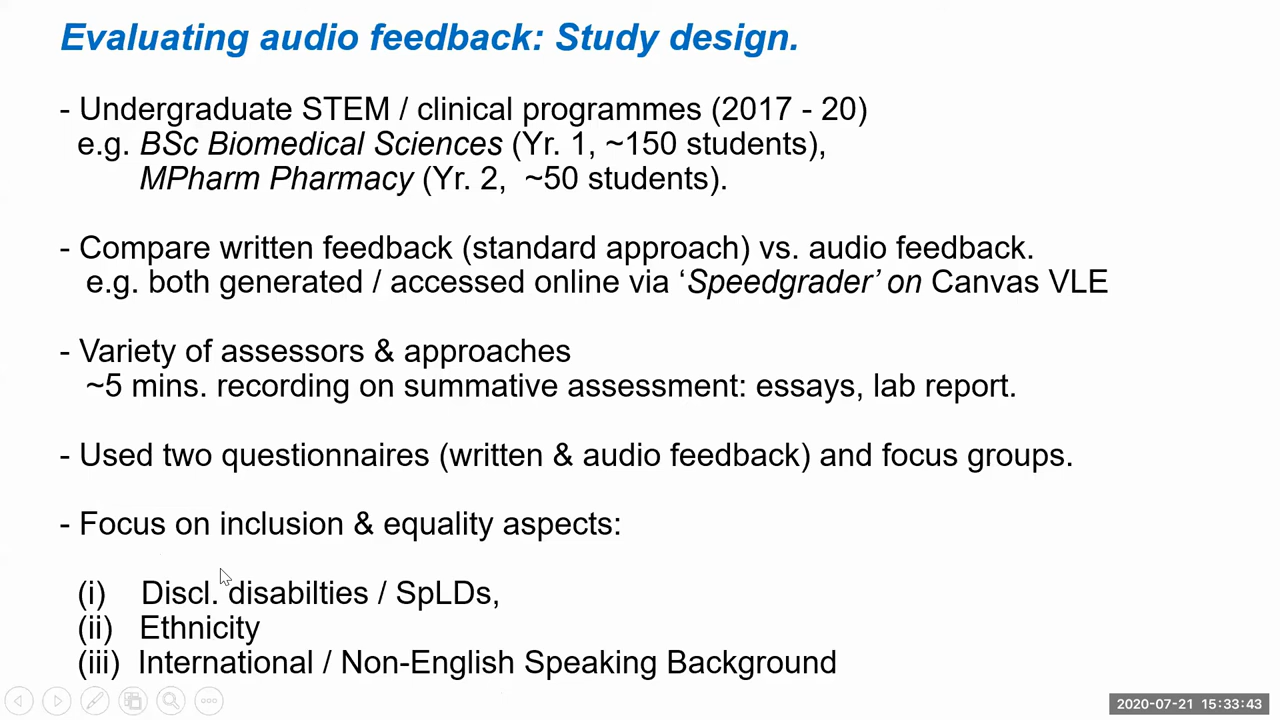 Evaluating audio feedback: Study design.
- Undergraduate STEM / clinical programmes (2017 - 20)
e.g. BSc Biomedical Sciences (Yr. 1, ~150 students),
MPharm Pharmacy (Yr. 2, ~50 students).
- Compare written feedback (standard approach) vs. audio feedback.
e.g. both generated / accessed online via ‘Speedgrader’ on Canvas VLE
- Variety of assessors & approaches
~5 mins. recording on summative assessment: essays, lab report.
- Used two questionnaires (written & audio feedback) and focus groups.
- Focus on inclusion & equality aspects:
(i) Discl. disabilties / SpLDs,
(ii) Ethnicity
(iii) International / Non-English Speaking Background
2020-07-21 15:33:43